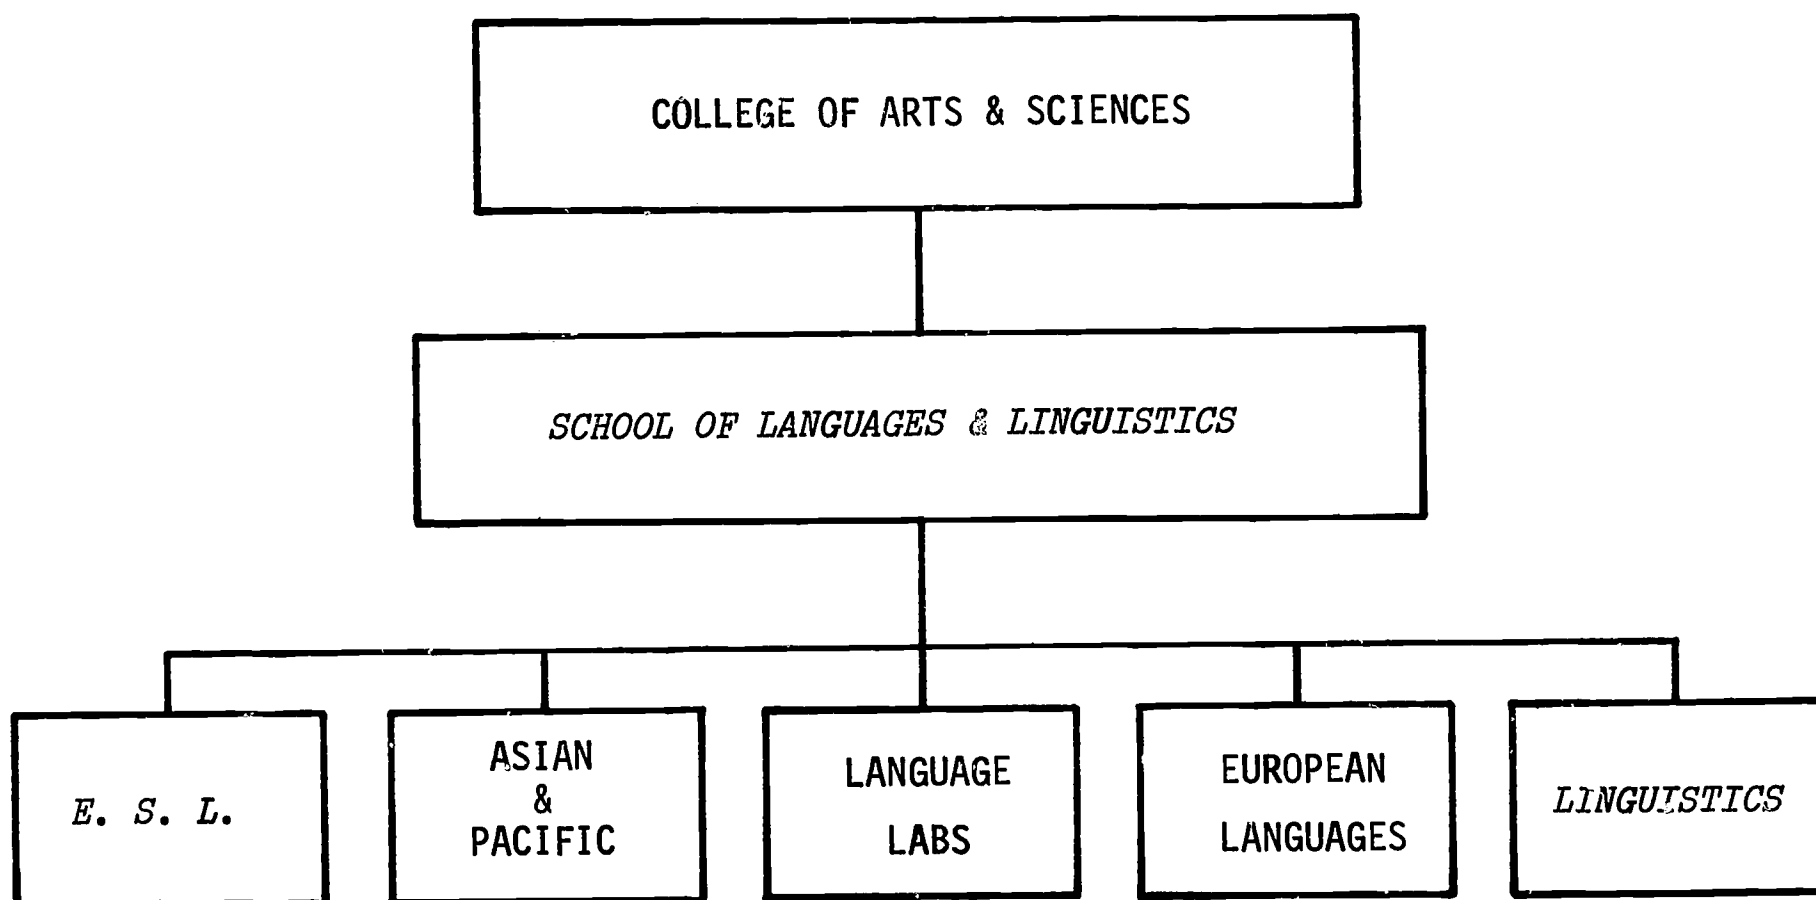 COLLEGE OF ARTS & SCIENCES
SCHOOL OF LANGUAGES & LINGUISTICS
E. S. L.
ASIAN
&
PACIFIC
LANGUAGE
LABS
EUROPEAN
LANGUAGES
LINGUISTICS